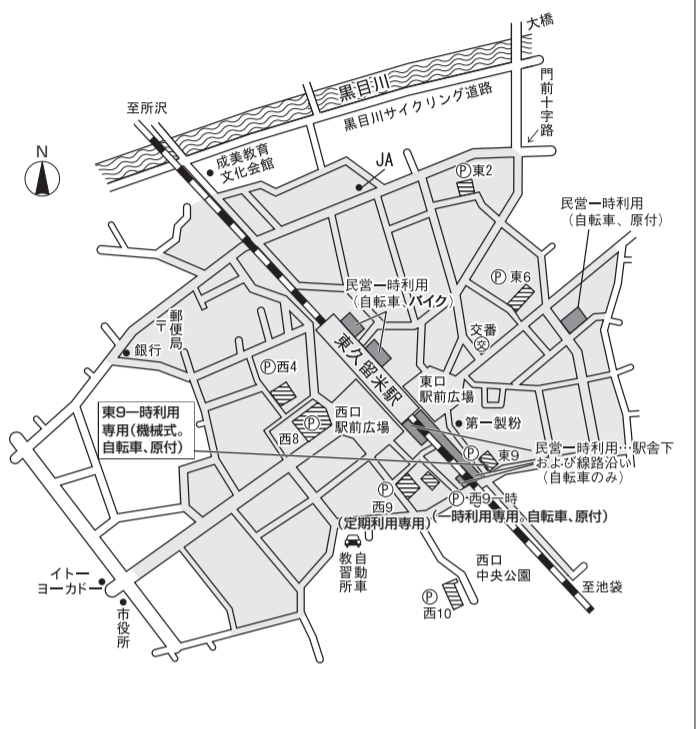 大橋
黒目川
黒目川サイクリング道路
門前十字路
至所沢
N
成美教育
文化会館
JA
Ⓟ東2
民営一時利用
(自転車、原付)
Ⓟ東6
民営一時利用
(自転車、バイク)
交番
交
〒郵便局
銀行
東久留米駅
Ⓟ西4
東口
駅前広場
西口
駅前広場
Ⓟ
西8
第一製粉
東9一時利用
専用(機械式。
自転車、原付)
民営一時利用…駅舎下
および線路沿い
(自転車のみ)
Ⓟ
東9
Ⓟ
西9
(定期利用専用)
Ⓟ西9一時
(一時利用専用。自転車、原付)
自動車
教習所
西口
中央公園
イトー
ヨーカドー
市役所
Ⓟ
西10
至池袋